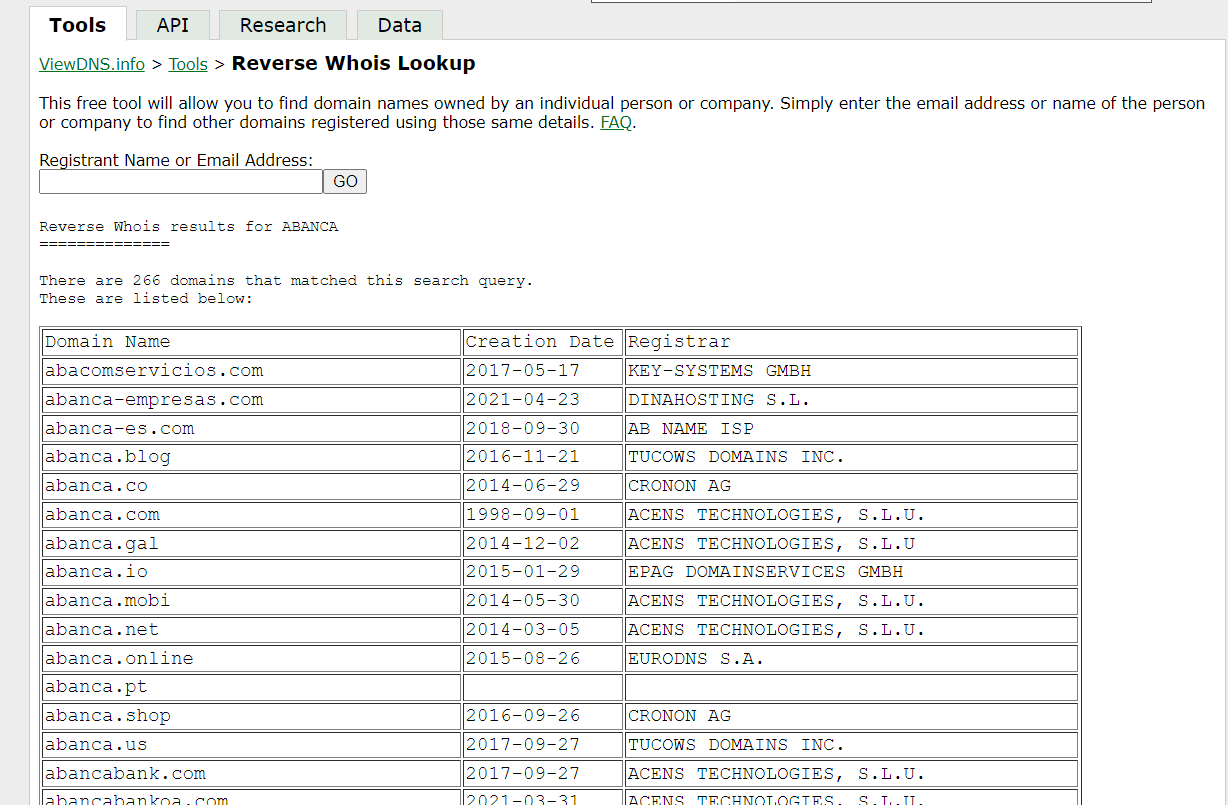 Tools API Research Data
ViewDNS.info > Tools > Reverse Whois Lookup
This free tool will allow you to find domain names owned by an individual person or company. Simply enter the email address or name of the person
or company to find other domains registered using those same details. FAQ.
Registrant Name or Email Address:
GO
Reverse Whois results for ABANCA
==============
There are 266 domains that matched this search query.
These are listed below:
Domain Name Creation Date Registrar
abacomservicios.com 2017-05-17 KEY-SYSTEMS GMBH
abanca-empresas.com 2021-04-23 DINAHOSTING S.L.
abanca-es.com 2018-09-30 AB NAME ISP
abanca.blog 2016-11-21 TUCOWS DOMAINS INC.
abanca.co 2014-06-29 CRONON AG
abanca.com 1998-09-01 ACENS TECHNOLOGIES, S.L.U.
abanca.gal 2014-12-02 ACENS TECHNOLOGIES, S.L.U
abanca.io 2015-01-29 EPAG DOMAINSERVICES GMBH
abanca.mobi 2014-05-30 ACENS TECHNOLOGIES, S.L.U.
abanca.net 2014-03-05 ACENS TECHNOLOGIES, S.L.U.
abanca.online 2015-08-26 EURODNS S.A.
abanca.pt
abanca.shop 2016-09-26 CRONON AG
abanca.us 2017-09-27 TUCOWS DOMAINS INC.
abancabank.com 2017-09-27 ACENS TECHNOLOGIES, S.L.U.
abancabankoa.com 2021-03-31 ACENS TECHNOLOGIES, S.L.U.